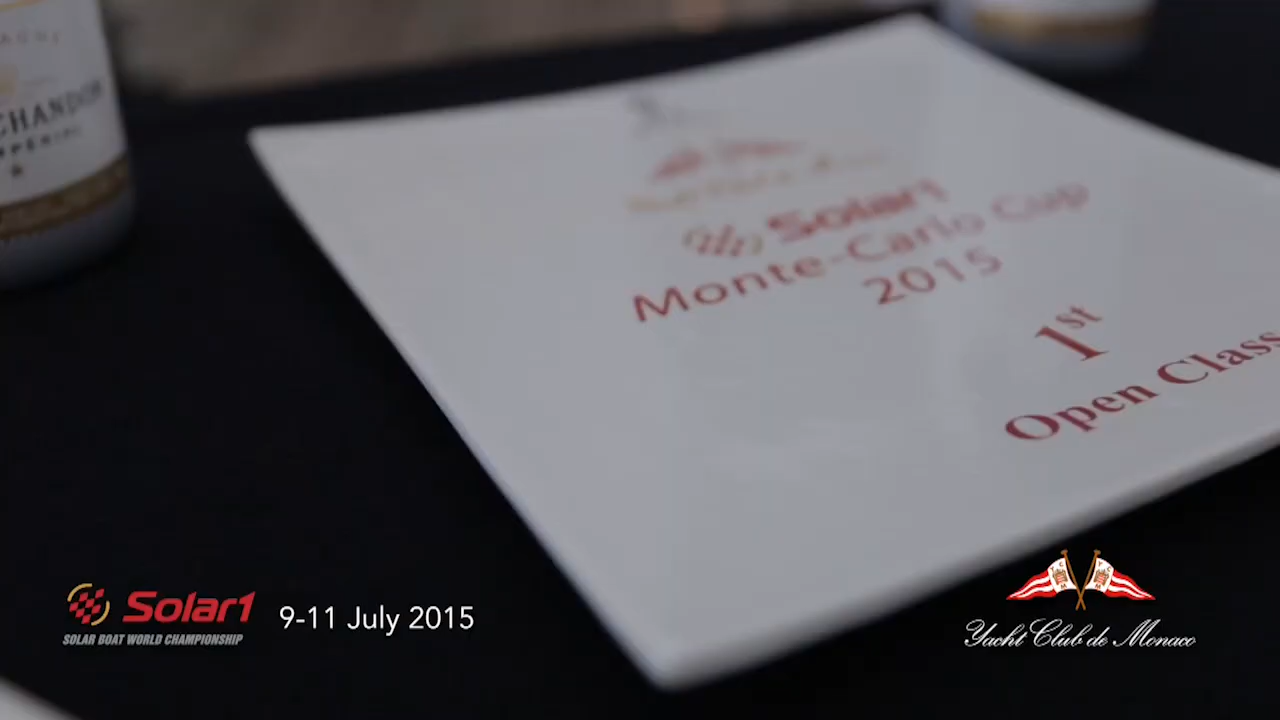 CHANDON
IMPERIAL
Solar1
Monte-Carlo Cup
2015
1st
Open Class
Solar1
SOLAR BOAT WORLD CHAMPIONSHIP
9-11 July 2015
Y C
M
Y C
M
Yacht Club de Monaco